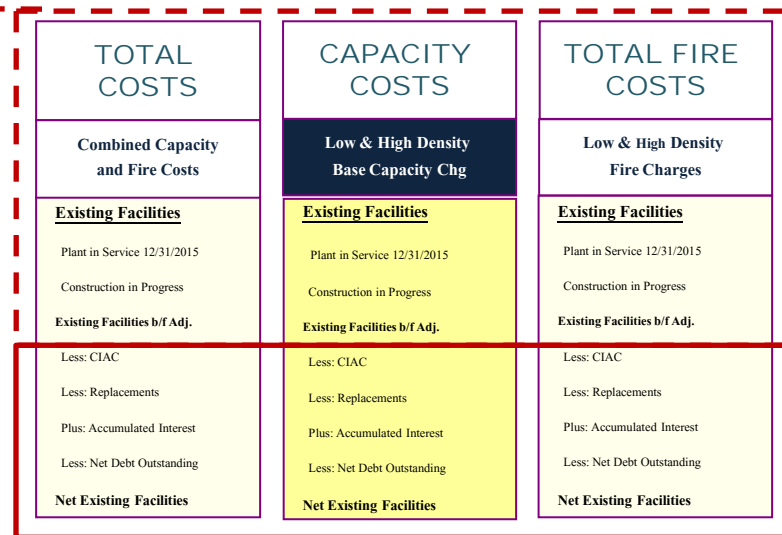 TOTAL
COSTS
Combined Capacity
and Fire Costs
Existing Facilities
Plant in Service 12/31/2015
Construction in Progress
Existing Facilities b/f Adj.
Less: CIAC
Less: Replacements
Plus: Accumulated Interest
Less: Net Debt Outstanding
Net Existing Facilities
CAPACITY
COSTS
Low & High Density
Base Capacity Chg
Existing Facilities
Plant in Service 12/31/2015
Construction in Progress
Existing Facilities b/f Adj.
Less: CIAC
Less: Replacements
Plus: Accumulated Interest
Less: Net Debt Outstanding
Net Existing Facilities
TOTAL FIRE
COSTS
Low & High Density
Fire Charges
Existing Facilities
Plant in Service 12/31/2015
Construction in Progress
Existing Facilities b/f Adj.
Less: CIAC
Less: Replacements
Plus: Accumulated Interest
Less: Net Debt Outstanding
Net Existing Facilities